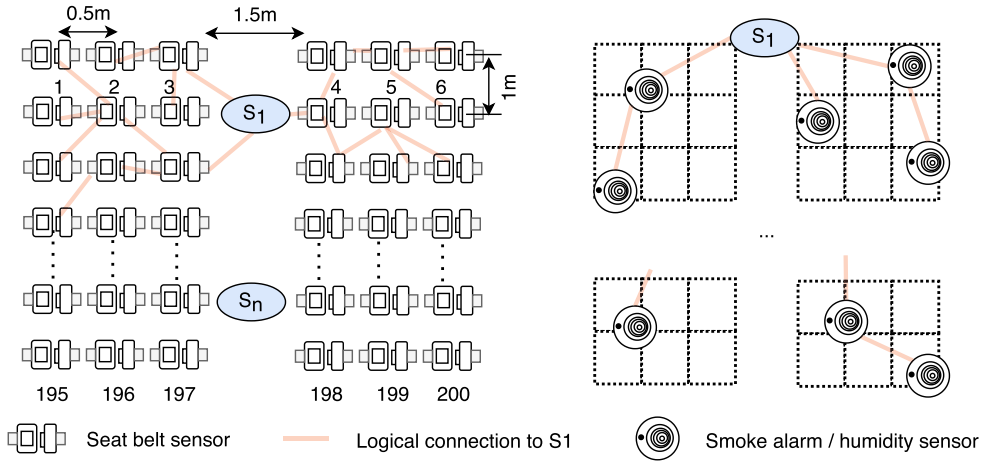 0.5m
1.5m
S1
1 2 3
4 5 6
1m
S1
...
Sn
195 196 197
198 199 200
Seat belt sensor
Logical connection to S1
Smoke alarm / humidity sensor